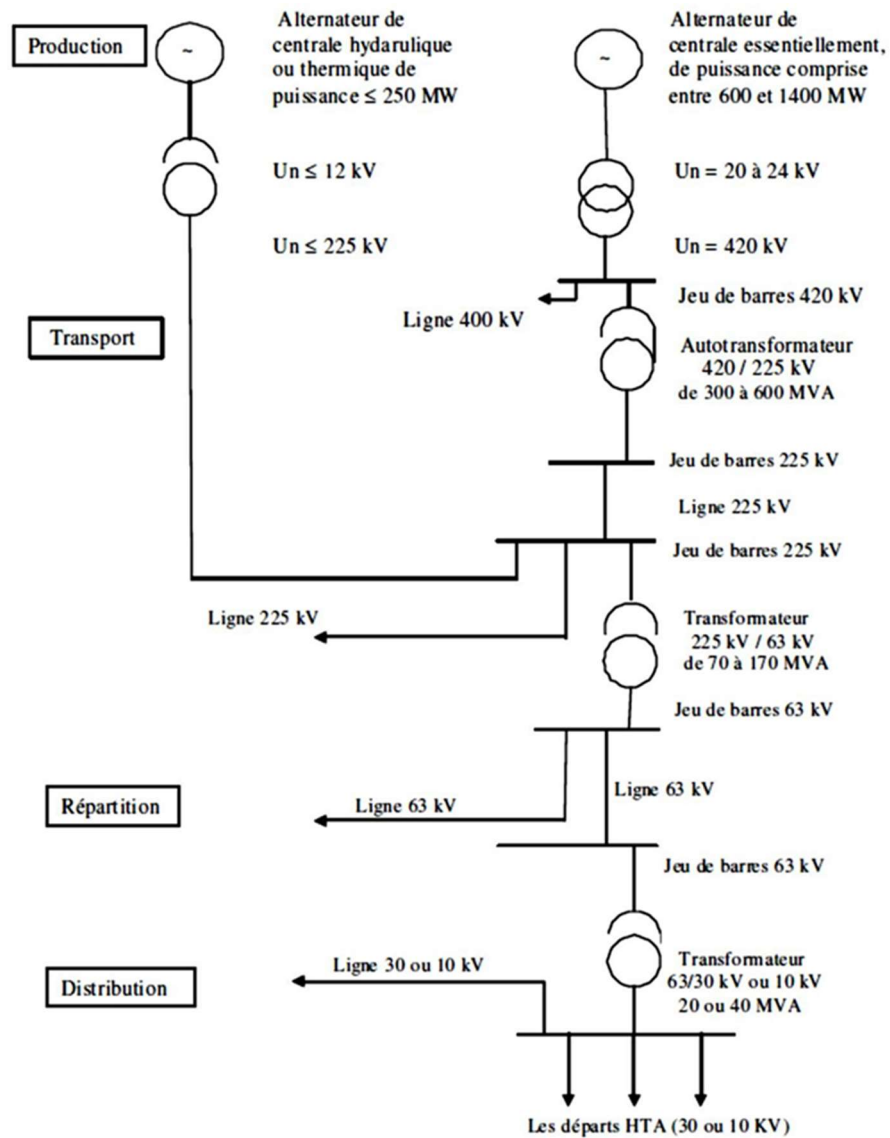 Production
~
Alternateur de
centrale hydarulique
ou thermique de
puissance ≤ 250 MW
~
Alternateur de
centrale essentiellement,
de puissance comprise
entre 600 et 1400 MW
Un ≤ 12 kV
Un = 20 à 24 kV
Un ≤ 225 kV
Un = 420 kV
Jeu de barres 420 kV
Ligne 400 kV
Transport
Autotransformateur
420 / 225 kV
de 300 à 600 MVA
Jeu de barres 225 kV
Ligne 225 kV
Jeu de barres 225 kV
Ligne 225 kV
Transformateur
225 kV / 63 kV
de 70 à 170 MVA
Jeu de barres 63 kV
Répartition
Ligne 63 kV
Ligne 63 kV
Jeu de barres 63 kV
Distribution
Ligne 30 ou 10 kV
Transformateur
63/30 kV ou 10 kV
20 ou 40 MVA
Les départs HTA (30 ou 10 KV)